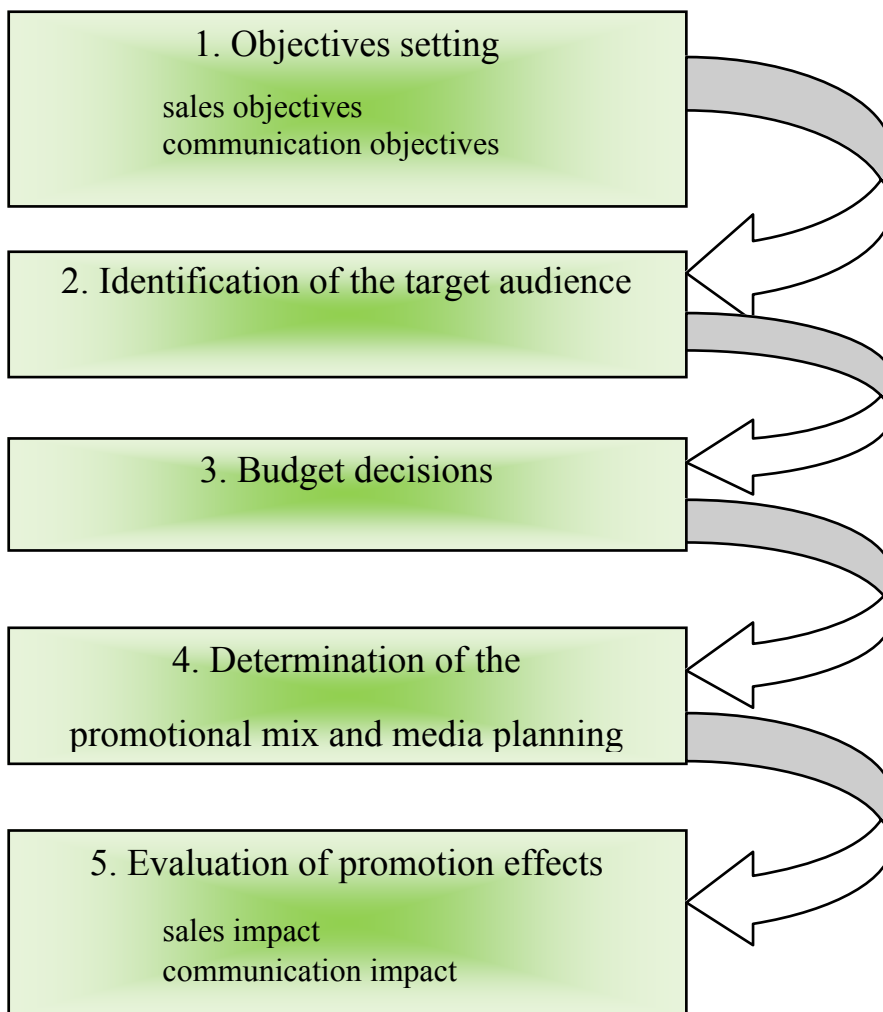 1. Objectives setting
sales objectives
communication objectives
2. Identification of the target audience
3. Budget decisions
4. Determination of the
promotional mix and media planning
5. Evaluation of promotion effects
sales impact
communication impact